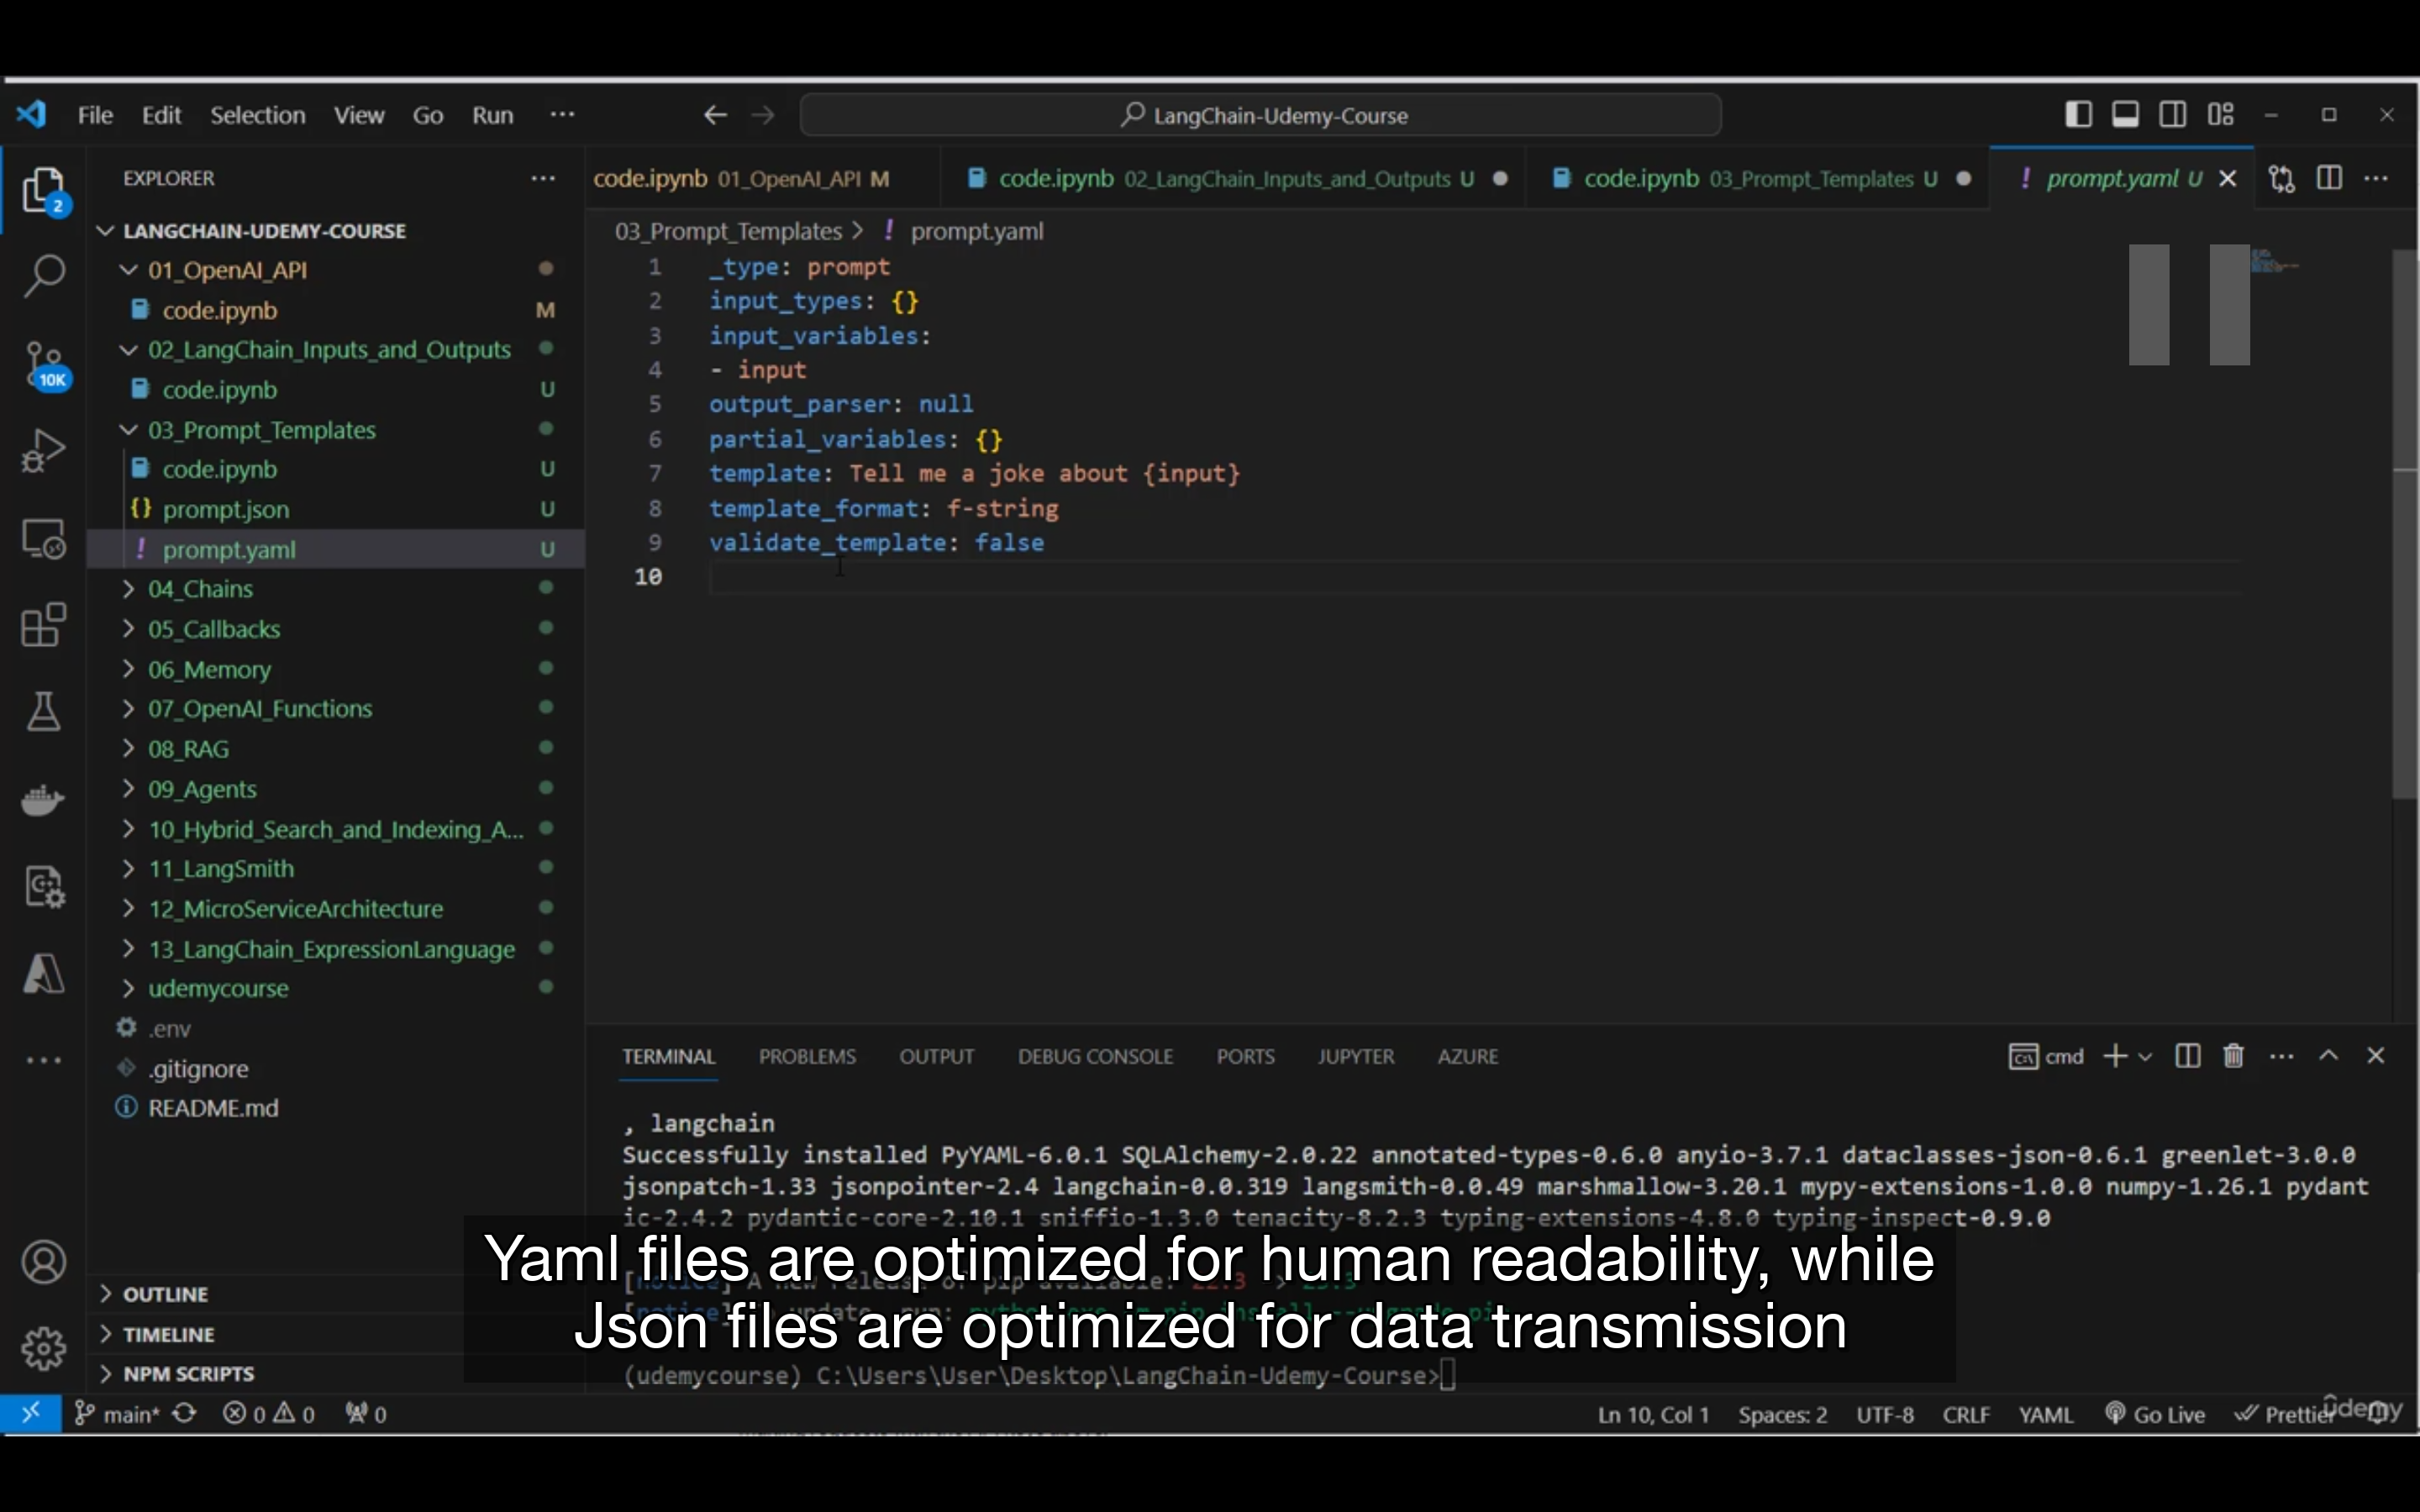 File Edit Selection View Go Run ...
LangChain-Udemy-Course
EXPLORER
2
LANGCHAIN-UDEMY-COURSE
01_OpenAI_API
code.ipynb M
02_LangChain_Inputs_and_Outputs
10K
code.ipynb U
03_Prompt_Templates
code.ipynb U
prompt.json U
prompt.yaml U
04_Chains
05_Callbacks
06_Memory
07_OpenAI_Functions
08_RAG
09_Agents
10_Hybrid_Search_and_Indexing_A...
11_LangSmith
12_MicroServiceArchitecture
13_LangChain_ExpressionLanguage
udemycourse
.env
.gitignore
README.md
OUTLINE
TIMELINE
NPM SCRIPTS
code.ipynb 01_OpenAI_API M code.ipynb 02_LangChain_Inputs_and_Outputs U code.ipynb 03_Prompt_Templates U ! prompt.yaml U
03_Prompt_Templates > ! prompt.yaml
1 _type: prompt
2 input_types: {}
3 input_variables:
4 - input
5 output_parser: null
6 partial_variables: {}
7 template: Tell me a joke about {input}
8 template_format: f-string
9 validate_template: false
10
TERMINAL PROBLEMS OUTPUT DEBUG CONSOLE PORTS JUPYTER AZURE
cmd
, langchain
Successfully installed PyYAML-6.0.1 SQLAlchemy-2.0.22 annotated-types-0.6.0 anyio-3.7.1 dataclasses-json-0.6.1 greenlet-3.0.0
jsonpatch-1.33 jsonpointer-2.4 langchain-0.0.319 langsmith-0.0.49 marshmallow-3.20.1 mypy-extensions-1.0.0 numpy-1.26.1 pydant
ic-2.4.2 pydantic-core-2.10.1 sniffio-1.3.0 tenacity-8.2.3 typing-extensions-4.8.0 typing-inspect-0.9.0
Yaml files are optimized for human readability, while
Json files are optimized for data transmission
(udemycourse) C:\Users\User\Desktop\LangChain-Udemy-Course>
main* 0 0 0 Ln 10, Col 1 Spaces: 2 UTF-8 CRLF YAML Go Live Prettier
ûdemy